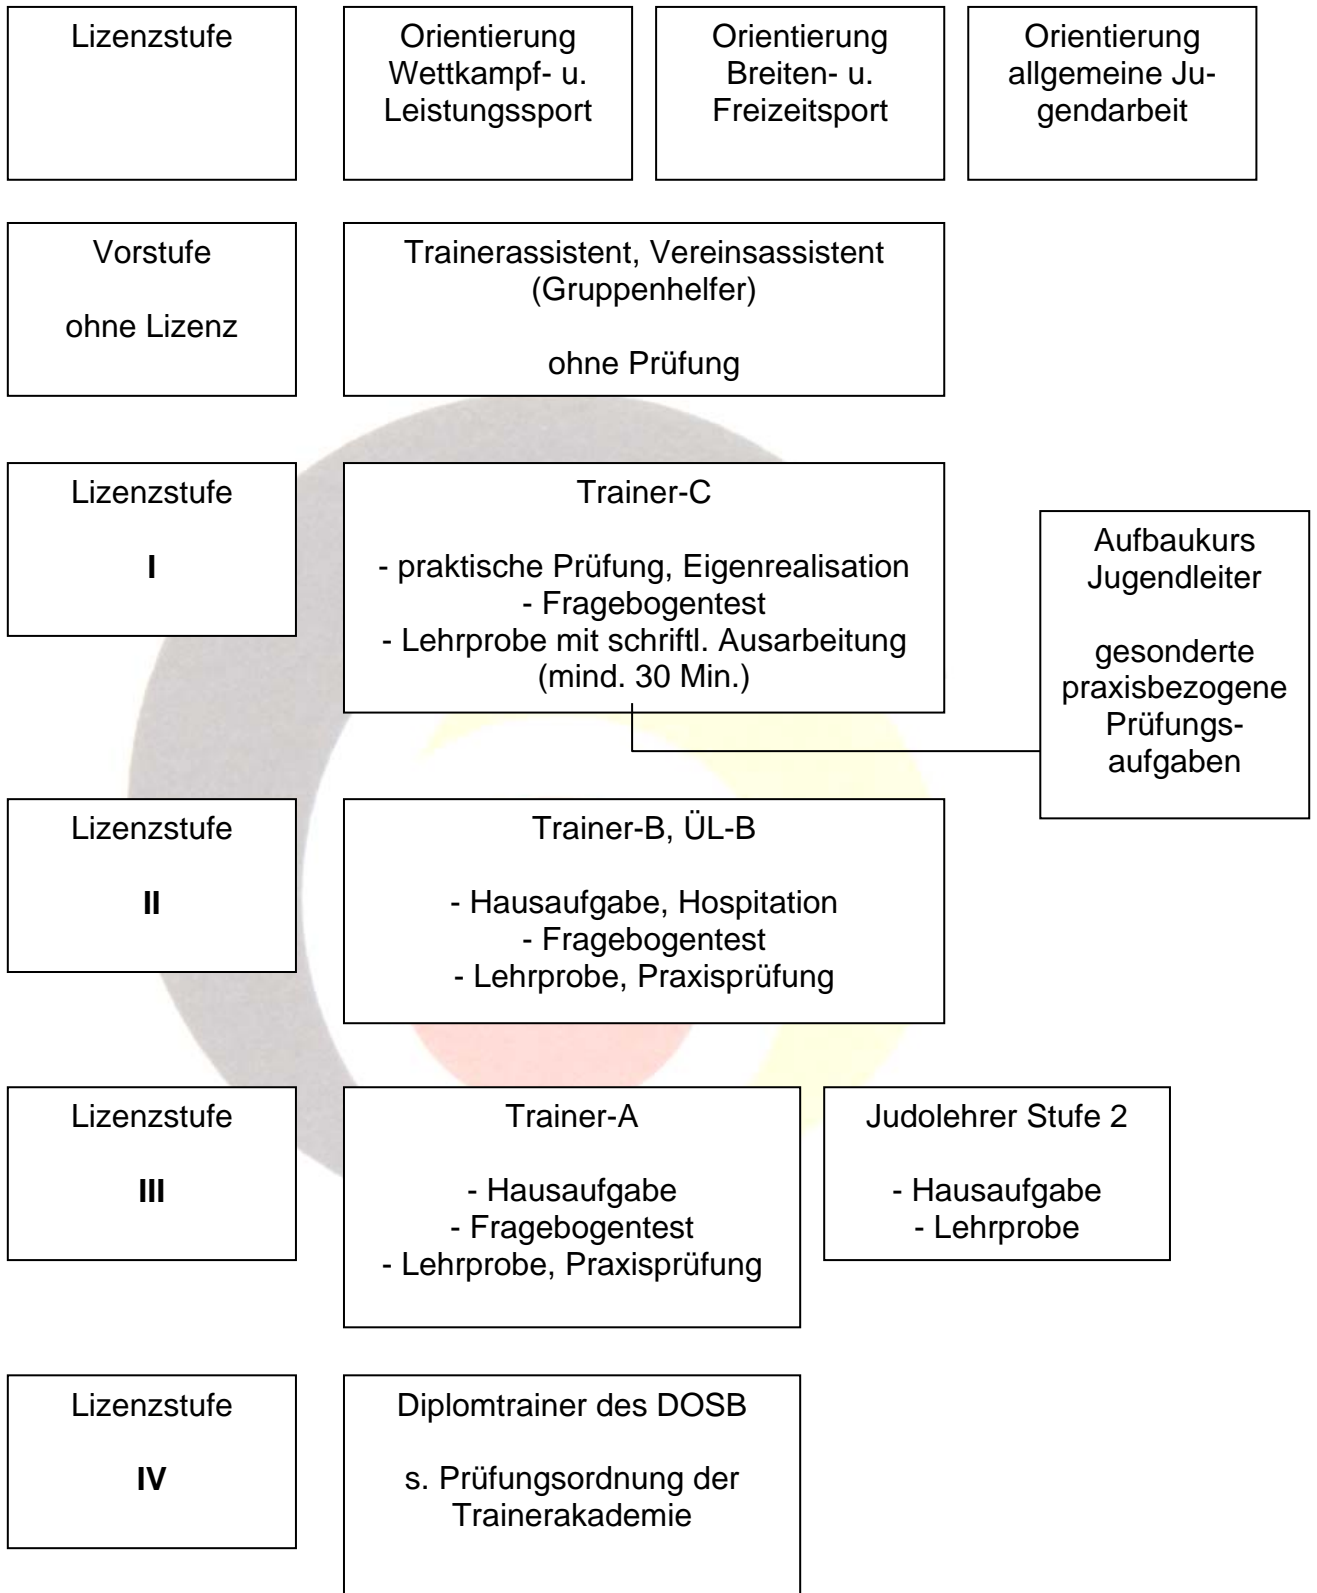 Lizenzstufe
Orientierung
Wettkampf- u.
Leistungssport
Orientierung
Breiten- u.
Freizeitsport
Orientierung
allgemeine Ju-
gendarbeit
Vorstufe
ohne Lizenz
Trainerassistent, Vereinsassistent
(Gruppenhelfer)
ohne Prüfung
Lizenzstufe
I
Trainer-C
- praktische Prüfung, Eigenrealisation
- Fragebogentest
- Lehrprobe mit schriftl. Ausarbeitung
(mind. 30 Min.)
Aufbaukurs
Jugendleiter
gesonderte
praxisbezogene
Prüfungs-
aufgaben
Lizenzstufe
II
Trainer-B, ÜL-B
- Hausaufgabe, Hospitation
- Fragebogentest
- Lehrprobe, Praxisprüfung
Lizenzstufe
III
Trainer-A
- Hausaufgabe
- Fragebogentest
- Lehrprobe, Praxisprüfung
Judolehrer Stufe 2
- Hausaufgabe
- Lehrprobe
Lizenzstufe
IV
Diplomtrainer des DOSB
s. Prüfungsordnung der
Trainerakademie